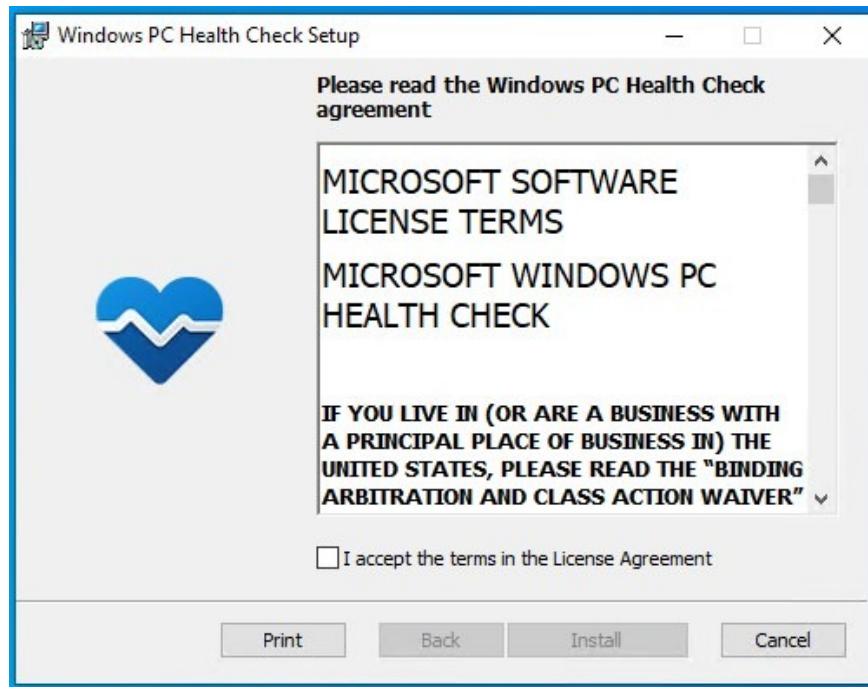 Windows PC Health Check Setup
Please read the Windows PC Health Check
agreement
MICROSOFT SOFTWARE
LICENSE TERMS
MICROSOFT WINDOWS PC
HEALTH CHECK
IF YOU LIVE IN (OR ARE A BUSINESS WITH
A PRINCIPAL PLACE OF BUSINESS IN) THE
UNITED STATES, PLEASE READ THE “BINDING
ARBITRATION AND CLASS ACTION WAIVER”
I accept the terms in the License Agreement
Print Back Install Cancel